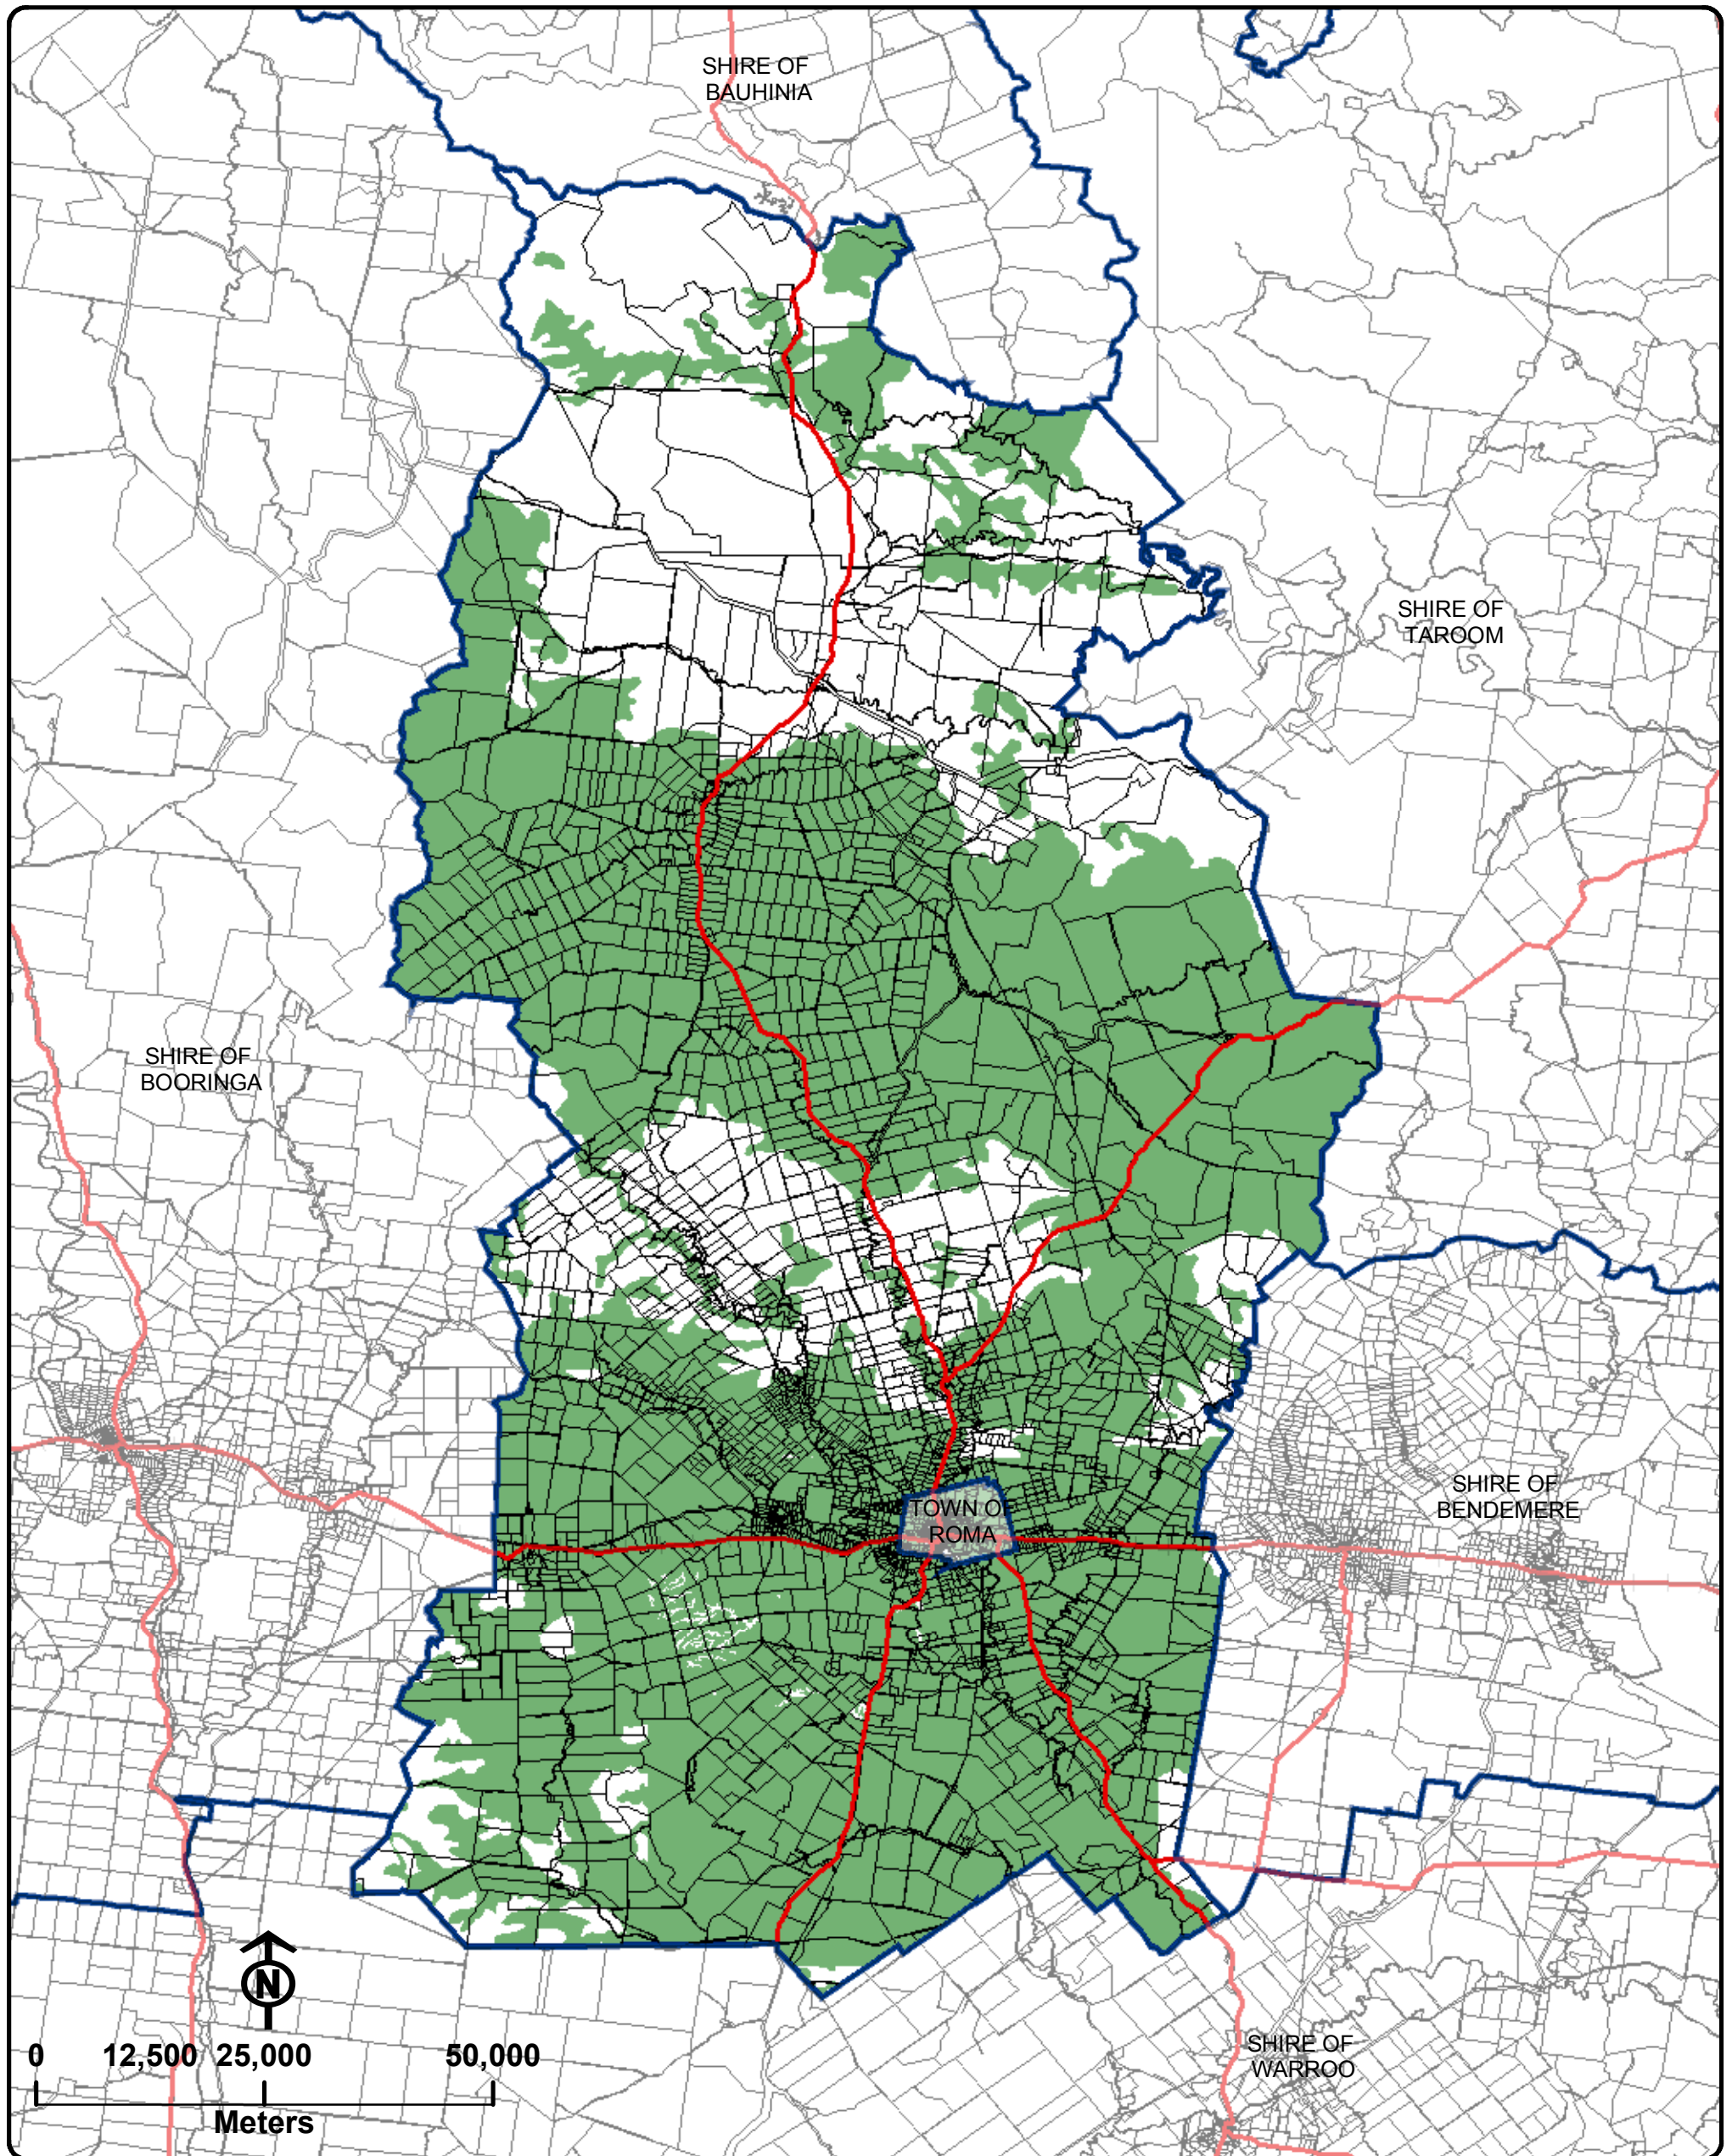 SHIRE OF
BAUHINIA
SHIRE OF
TAROOM
SHIRE OF
BOORINGA
SHIRE OF
BENDEMERE
TOWN OF
ROMA
N
SHIRE OF
WARROO
0 12,500 25,000 50,000
Meters